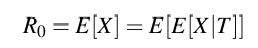 R₀ = E[X] = E[E[X|T]]